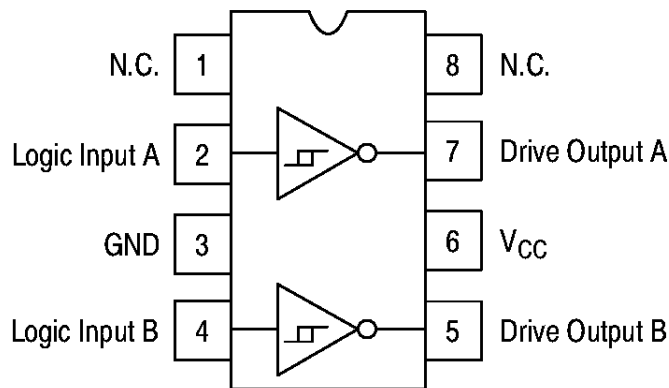 N.C. 1 8 N.C.
Logic Input A 2 7 Drive Output A
GND 3 6 VCC
Logic Input B 4 5 Drive Output B